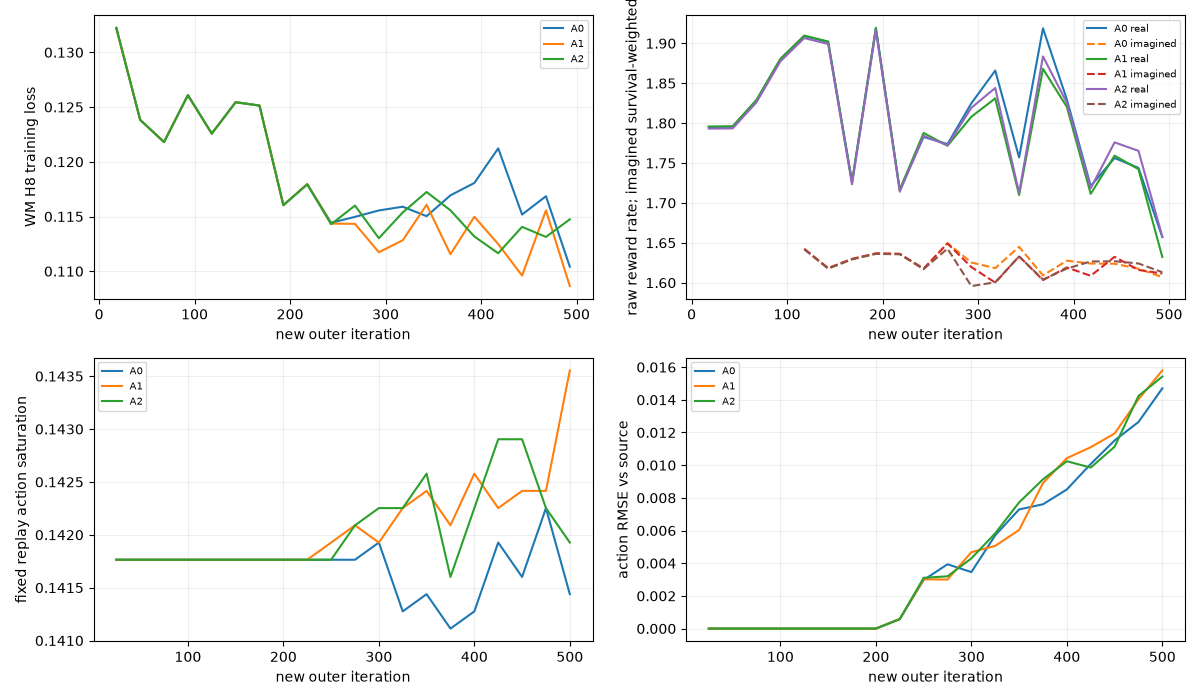 WM H8 training loss
0.130
0.125
0.120
0.115
0.110
0
100
200
300
400
500
new outer iteration
A0
A1
A2
raw reward rate: imagined survival-weighted
1.90
1.85
1.80
1.75
1.70
1.65
1.60
0
100
200
300
400
500
new outer iteration
A0 real
A0 imagined
A1 real
A1 imagined
A2 real
A2 imagined
fixed replay action saturation
0.1435
0.1430
0.1425
0.1420
0.1415
0.1410
100
200
300
400
500
new outer iteration
A0
A1
A2
action RMSE vs source
0.016
0.014
0.012
0.010
0.008
0.006
0.004
0.002
0.000
100
200
300
400
500
new outer iteration
A0
A1
A2